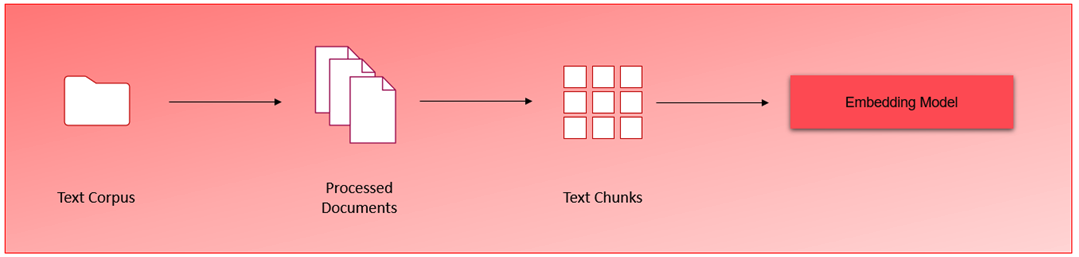 Embedding Model
Text Corpus
Processed
Documents
Text Chunks